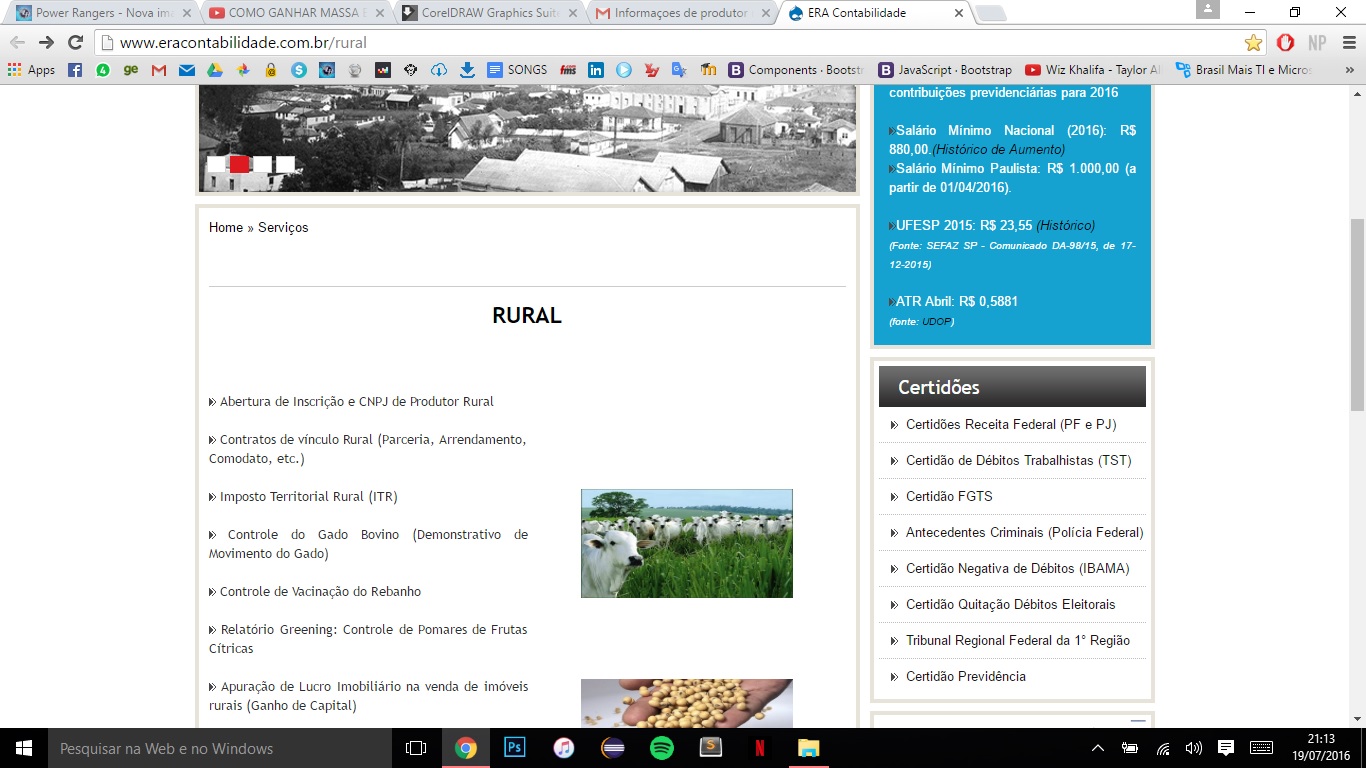 Power Rangers - Nova ima
COMO GANHAR MASSA E
CorelDRAW Graphics Suite
Informaçoes de produtor
ERA Contabilidade
www.eracontabilidade.com.br/rural
Apps
ge
SONGS
fms
in
Components · Bootstr
JavaScript · Bootstrap
Wiz Khalifa - Taylor Al
Brasil Mais TI e Micros
»
NP
contribuições previdenciárias para 2016
Salário Mínimo Nacional (2016): R$
880,00.(Histórico de Aumento)
Salário Mínimo Paulista: R$ 1.000,00 (a
partir de 01/04/2016).
UFESP 2015: R$ 23,55 (Histórico)
(Fonte: SEFAZ SP - Comunicado DA-98/15, de 17-
12-2015)
ATR Abril: R$ 0,5881
(fonte: UDOP)
Home » Serviços
RURAL
Abertura de Inscrição e CNPJ de Produtor Rural
Contratos de vínculo Rural (Parceria, Arrendamento,
Comodato, etc.)
Imposto Territorial Rural (ITR)
Controle do Gado Bovino (Demonstrativo de
Movimento do Gado)
Controle de Vacinação do Rebanho
Relatório Greening: Controle de Pomares de Frutas
Cítricas
Apuração de Lucro Imobiliário na venda de imóveis
rurais (Ganho de Capital)
Certidões
Certidões Receita Federal (PF e PJ)
Certidão de Débitos Trabalhistas (TST)
Certidão FGTS
Antecedentes Criminais (Polícia Federal)
Certidão Negativa de Débitos (IBAMA)
Certidão Quitação Débitos Eleitorais
Tribunal Regional Federal da 1° Região
Certidão Previdência
Pesquisar na Web e no Windows
Ps
S
N
21:13
19/07/2016